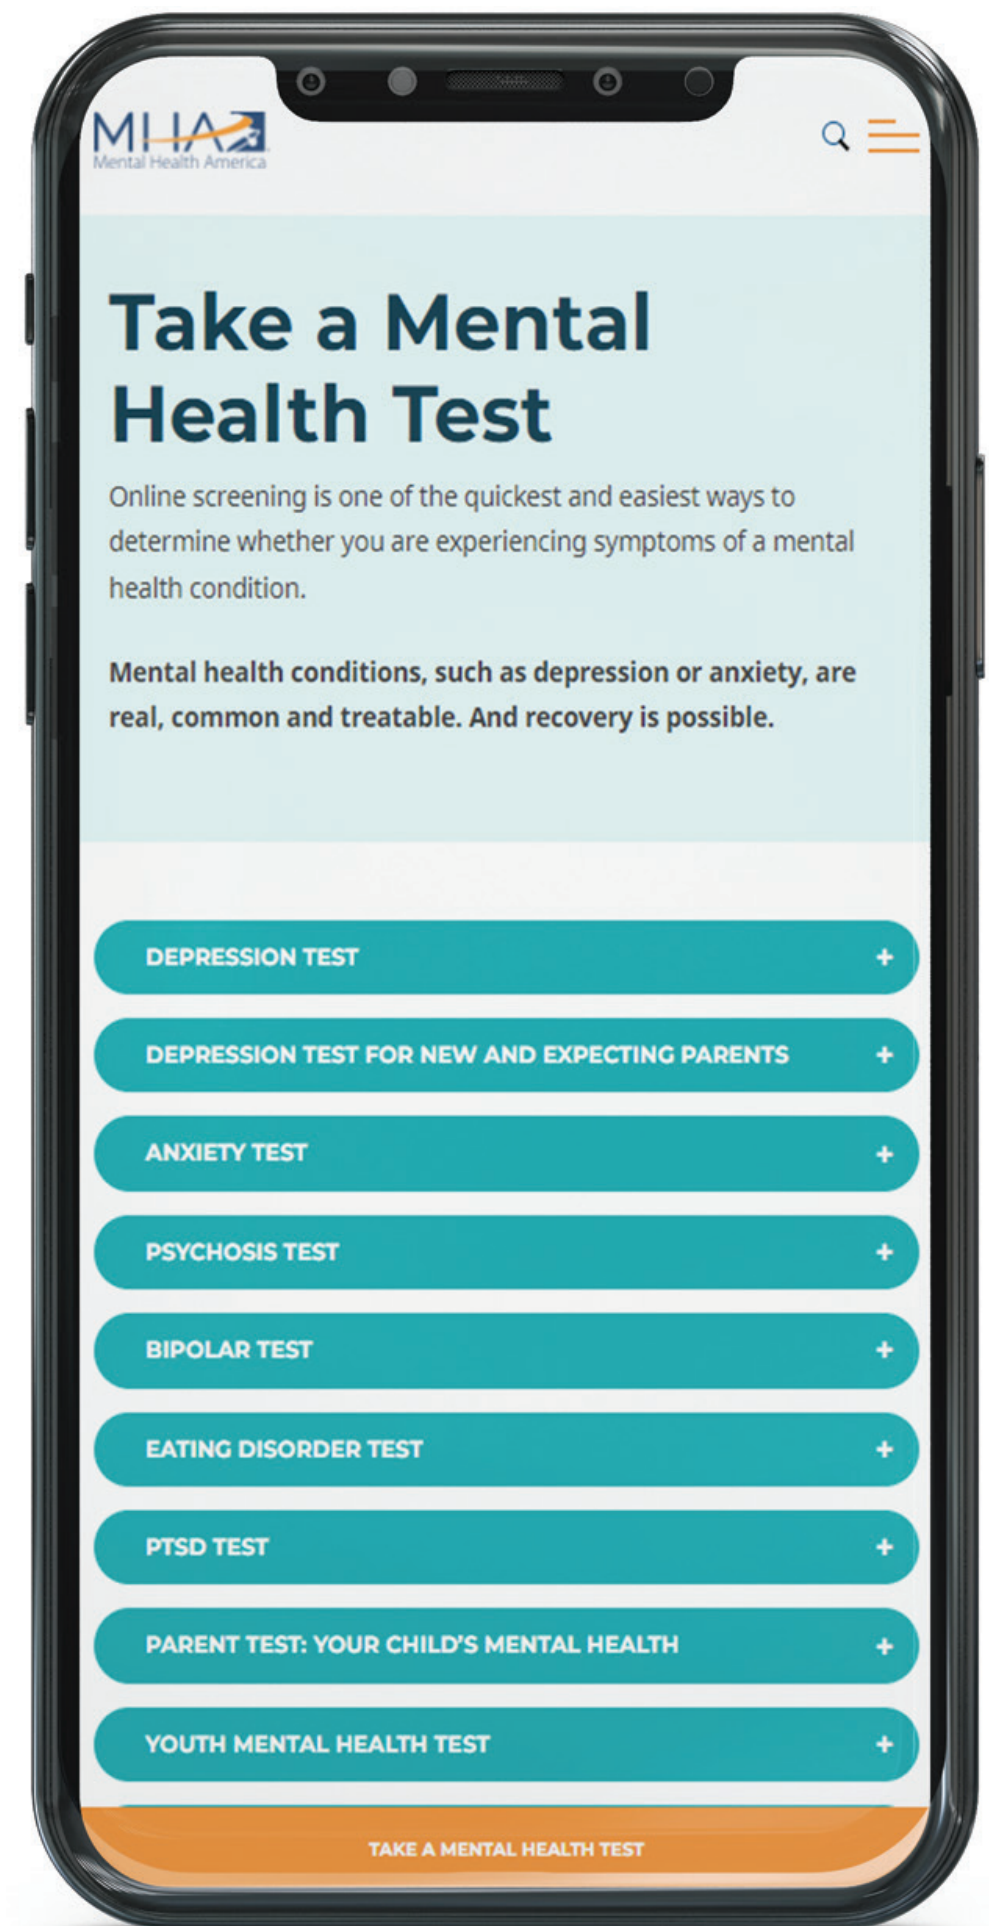 MHA
Mental Health America
Take a Mental
Health Test
Online screening is one of the quickest and easiest ways to
determine whether you are experiencing symptoms of a mental
health condition.
Mental health conditions, such as depression or anxiety, are
real, common and treatable. And recovery is possible.
DEPRESSION TEST +
DEPRESSION TEST FOR NEW AND EXPECTING PARENTS +
ANXIETY TEST +
PSYCHOSIS TEST +
BIPOLAR TEST +
EATING DISORDER TEST +
PTSD TEST +
PARENT TEST: YOUR CHILD'S MENTAL HEALTH +
YOUTH MENTAL HEALTH TEST +
TAKE A MENTAL HEALTH TEST